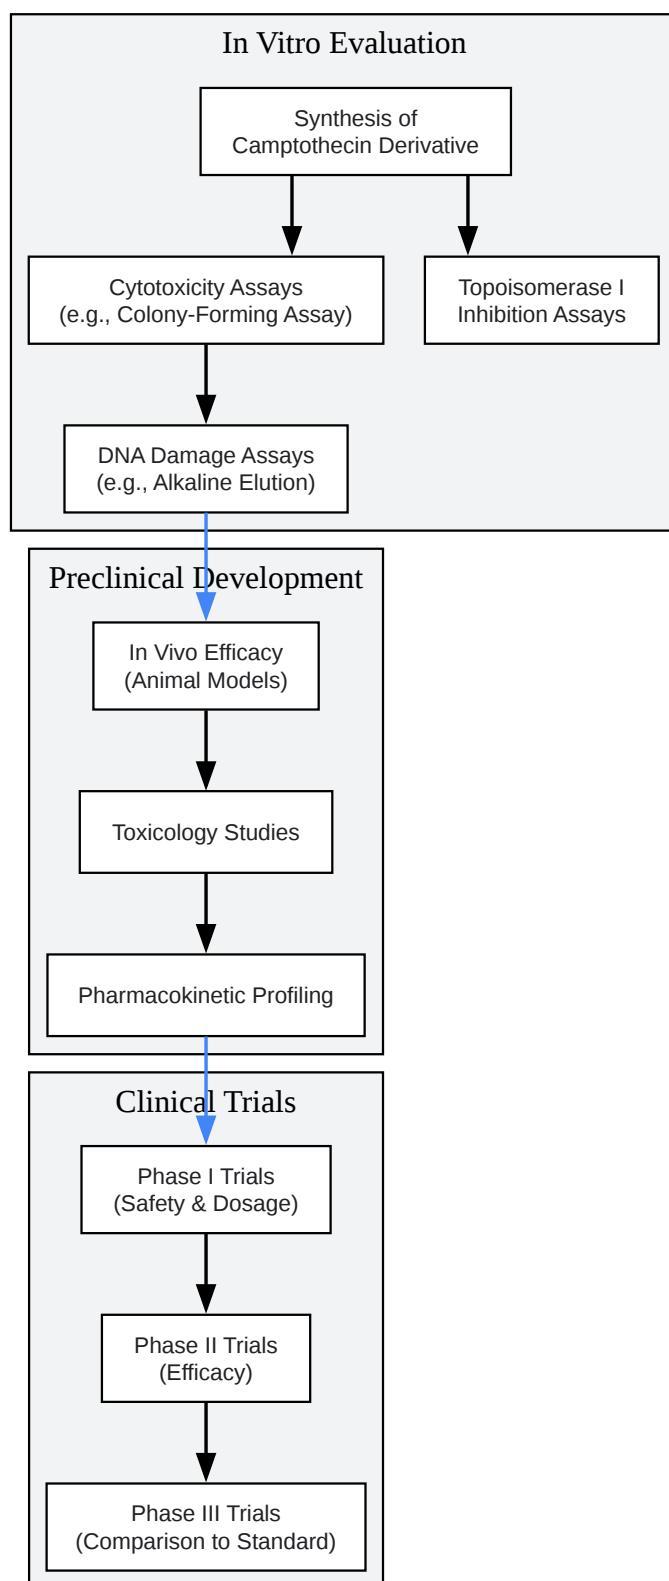 In Vitro Evaluation
Synthesis of
Camptothecin Derivative
Cytotoxicity Assays
(e.g., Colony-Forming Assay)
Topoisomerase I
Inhibition Assays
DNA Damage Assays
(e.g., Alkaline Elution)
Preclinical Development
In Vivo Efficacy
(Animal Models)
Toxicology Studies
Pharmacokinetic Profiling
Clinical Trials
Phase I Trials
(Safety & Dosage)
Phase II Trials
(Efficacy)
Phase III Trials
(Comparison to Standard)